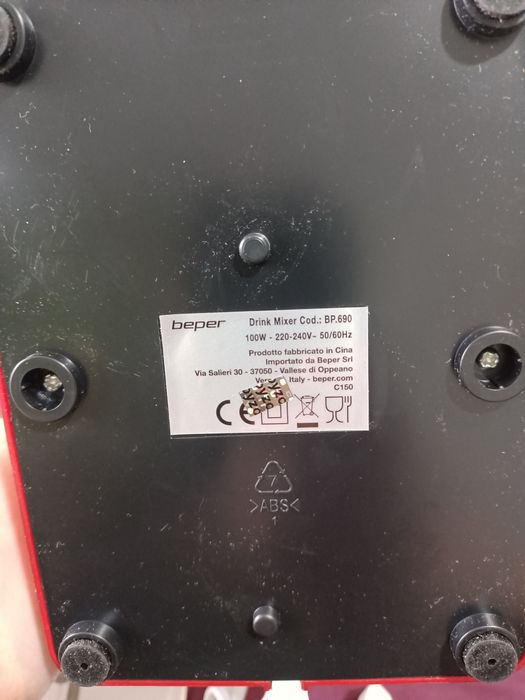 beper Drink Mixer Cod.: BP.690
100W - 220-240V~ 50/60Hz
Prodotto fabbricato in Cina
Importato da Beper Srl
Via Salieri 30 - 37050 - Vallese di Oppeano
Italy - beper.com
C150
CE
7
>ABS<
1